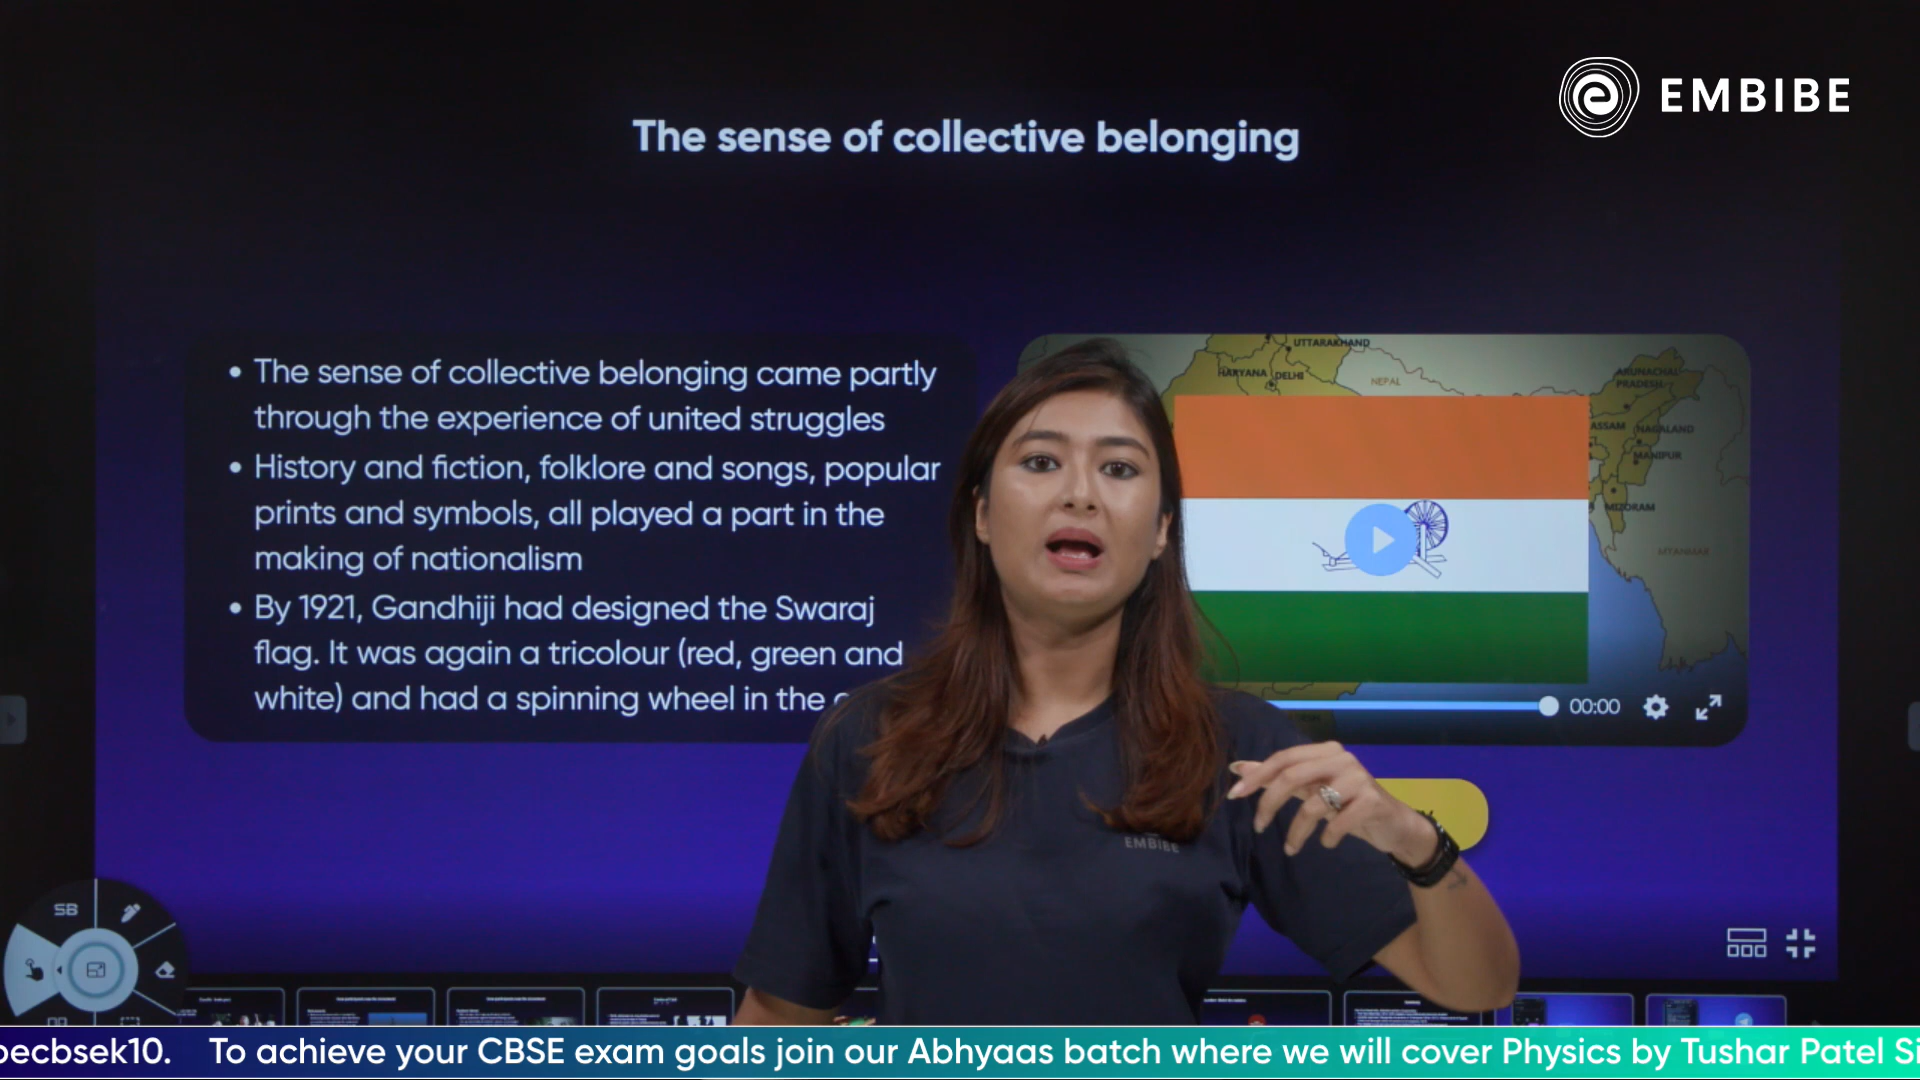 EMBIBE
The sense of collective belonging
• The sense of collective belonging came partly
through the experience of united struggles
• History and fiction, folklore and songs, popular
prints and symbols, all played a part in the
making of nationalism
• By 1921, Gandhiji had designed the Swaraj
flag. It was again a tricolour (red, green and
white) and had a spinning wheel in the
UTTARAKHAND
HARYANA DELHI
NEPAL
ARUNACHAL
PRADESH
ASSAM NAGALAND
MANIPUR
MIZORAM
MYANMAR
00:00
EMBIBE
SB
becbsek10. To achieve your CBSE exam goals join our Abhyaas batch where we will cover Physics by Tushar Patel Si